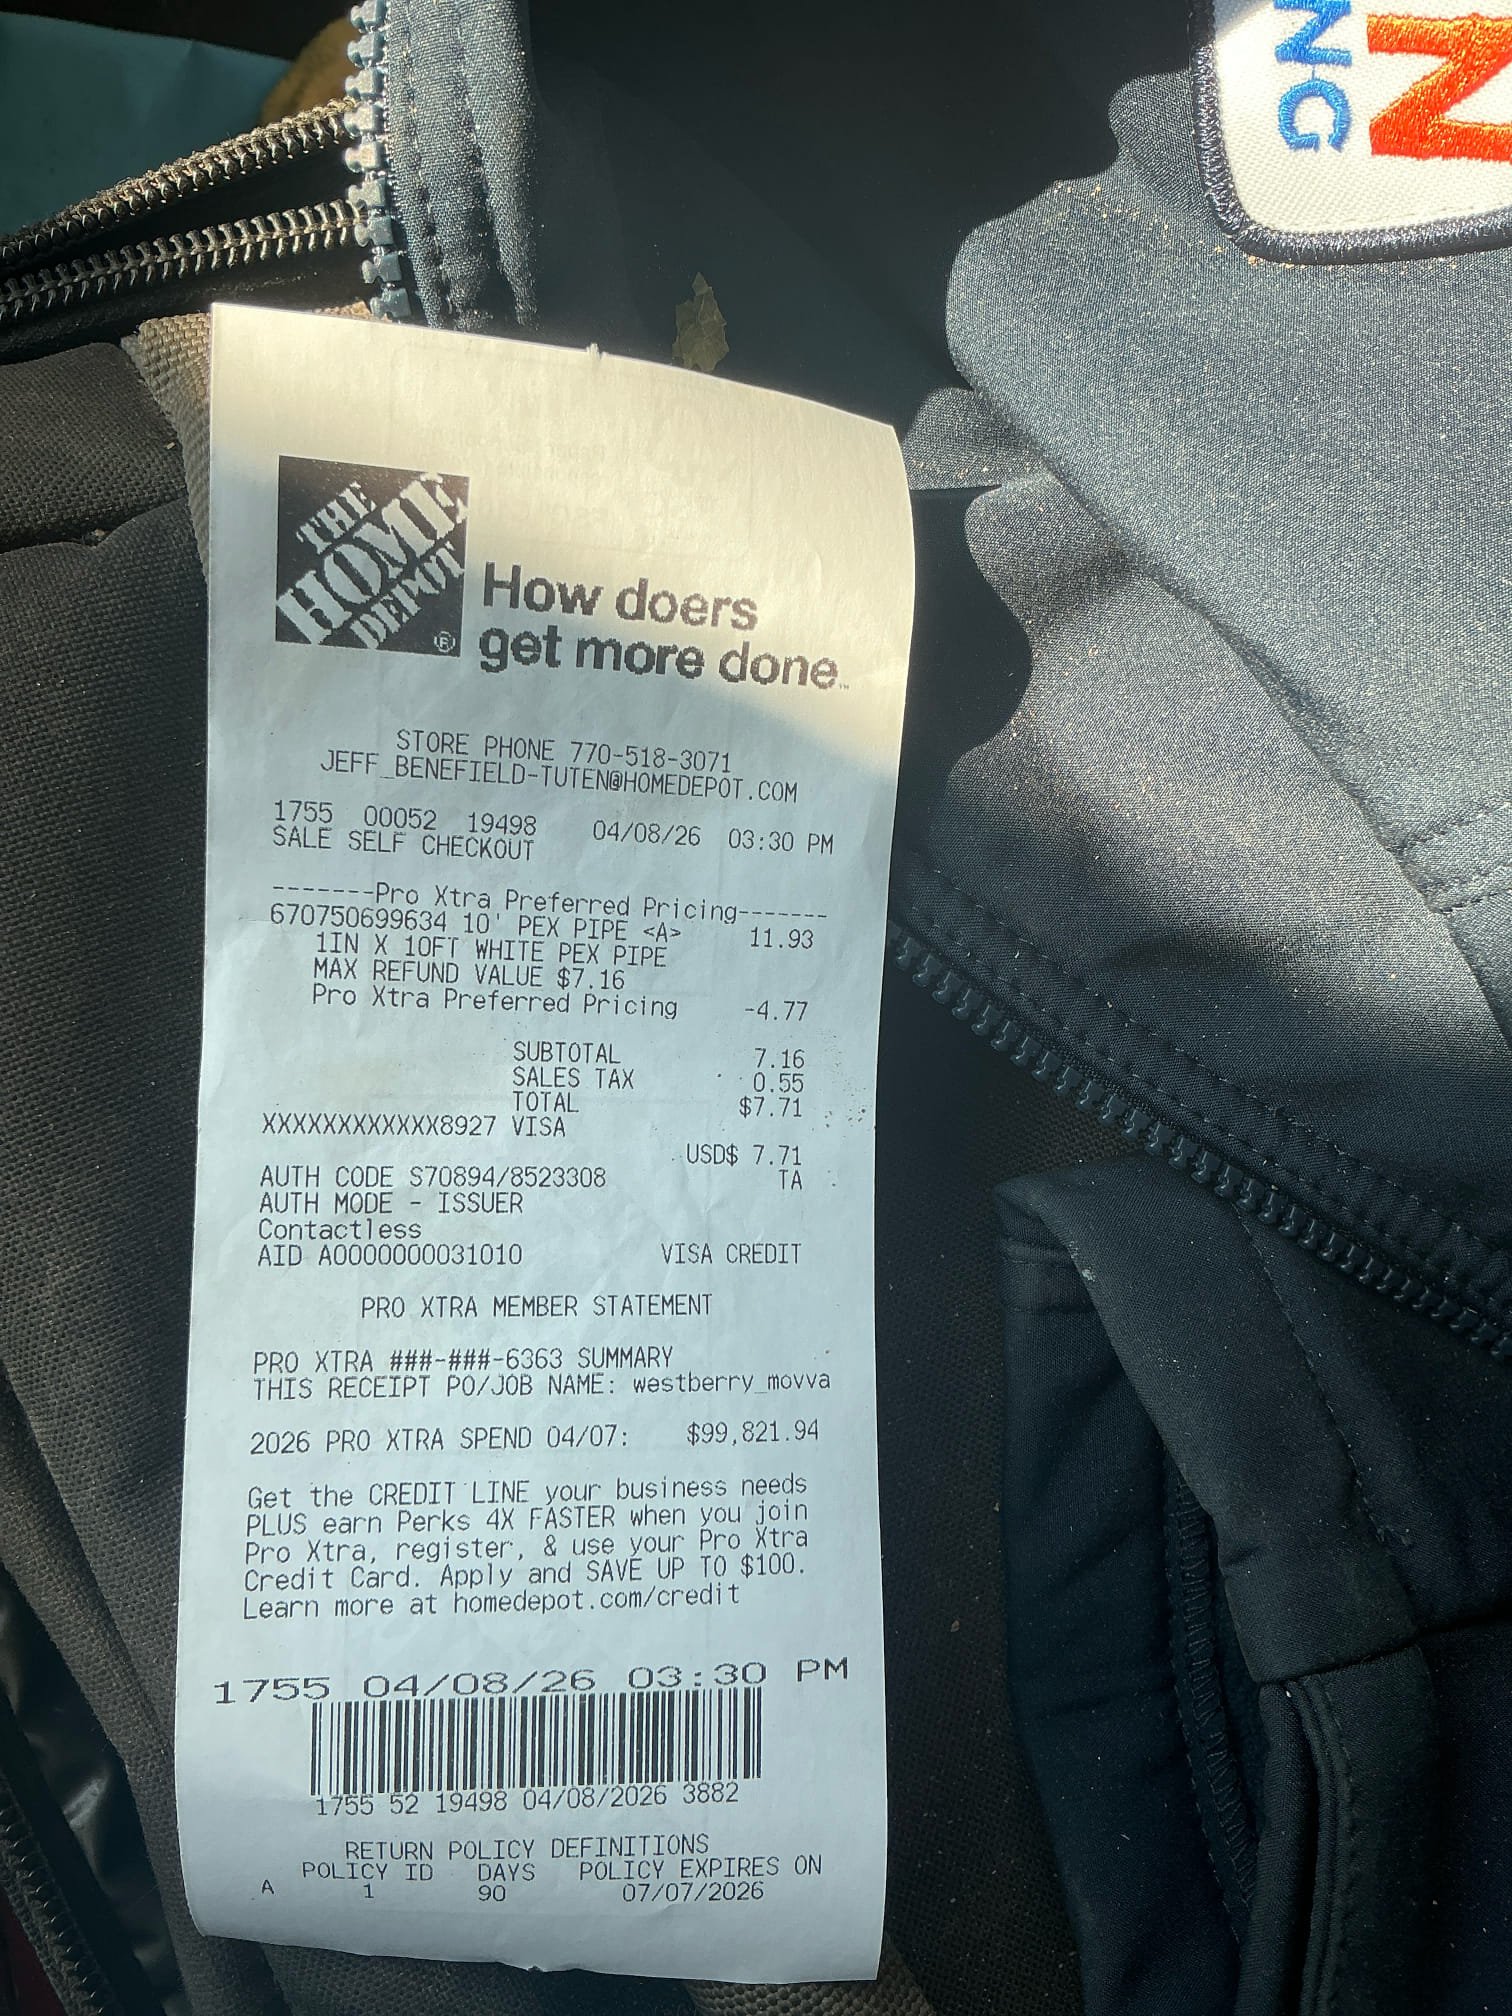 NG
N
THE
HOME
DEPOT
®
How doers
get more done™
STORE PHONE 770-518-3071
JEFF_BENEFIELD-TUTEN@HOMEDEPOT.COM
1755 00052 19498 04/08/26 03:30 PM
SALE SELF CHECKOUT
-------Pro Xtra Preferred Pricing-------
670750699634 10' PEX PIPE <A> 11.93
1IN X 10FT WHITE PEX PIPE
MAX REFUND VALUE $7.16
Pro Xtra Preferred Pricing -4.77
SUBTOTAL 7.16
SALES TAX 0.55
TOTAL $7.71
XXXXXXXXXXXX8927 VISA
USD$ 7.71
AUTH CODE S70894/8523308 TA
AUTH MODE - ISSUER
Contactless
AID A0000000031010 VISA CREDIT
PRO XTRA MEMBER STATEMENT
PRO XTRA ###-###-6363 SUMMARY
THIS RECEIPT PO/JOB NAME: westberry_movva
2026 PRO XTRA SPEND 04/07: $99,821.94
Get the CREDIT LINE your business needs
PLUS earn Perks 4X FASTER when you join
Pro Xtra, register, & use your Pro Xtra
Credit Card. Apply and SAVE UP TO $100.
Learn more at homedepot.com/credit
1755 04/08/26 03:30 PM
1755 52 19498 04/08/2026 3882
RETURN POLICY DEFINITIONS
POLICY ID DAYS POLICY EXPIRES ON
A 1 90 07/07/2026